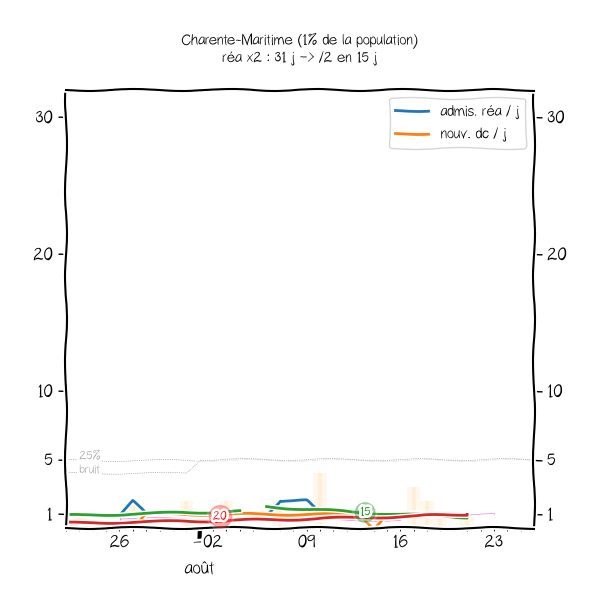 Charente-Maritime (1% de la population)
réa x2 : 31 j -> /2 en 15 j
admis. réa / j
nouv. dc / j
30 30
20 20
10 10
25%
5 5
bruit
20 15
1 1
26 02 09 16 23
août